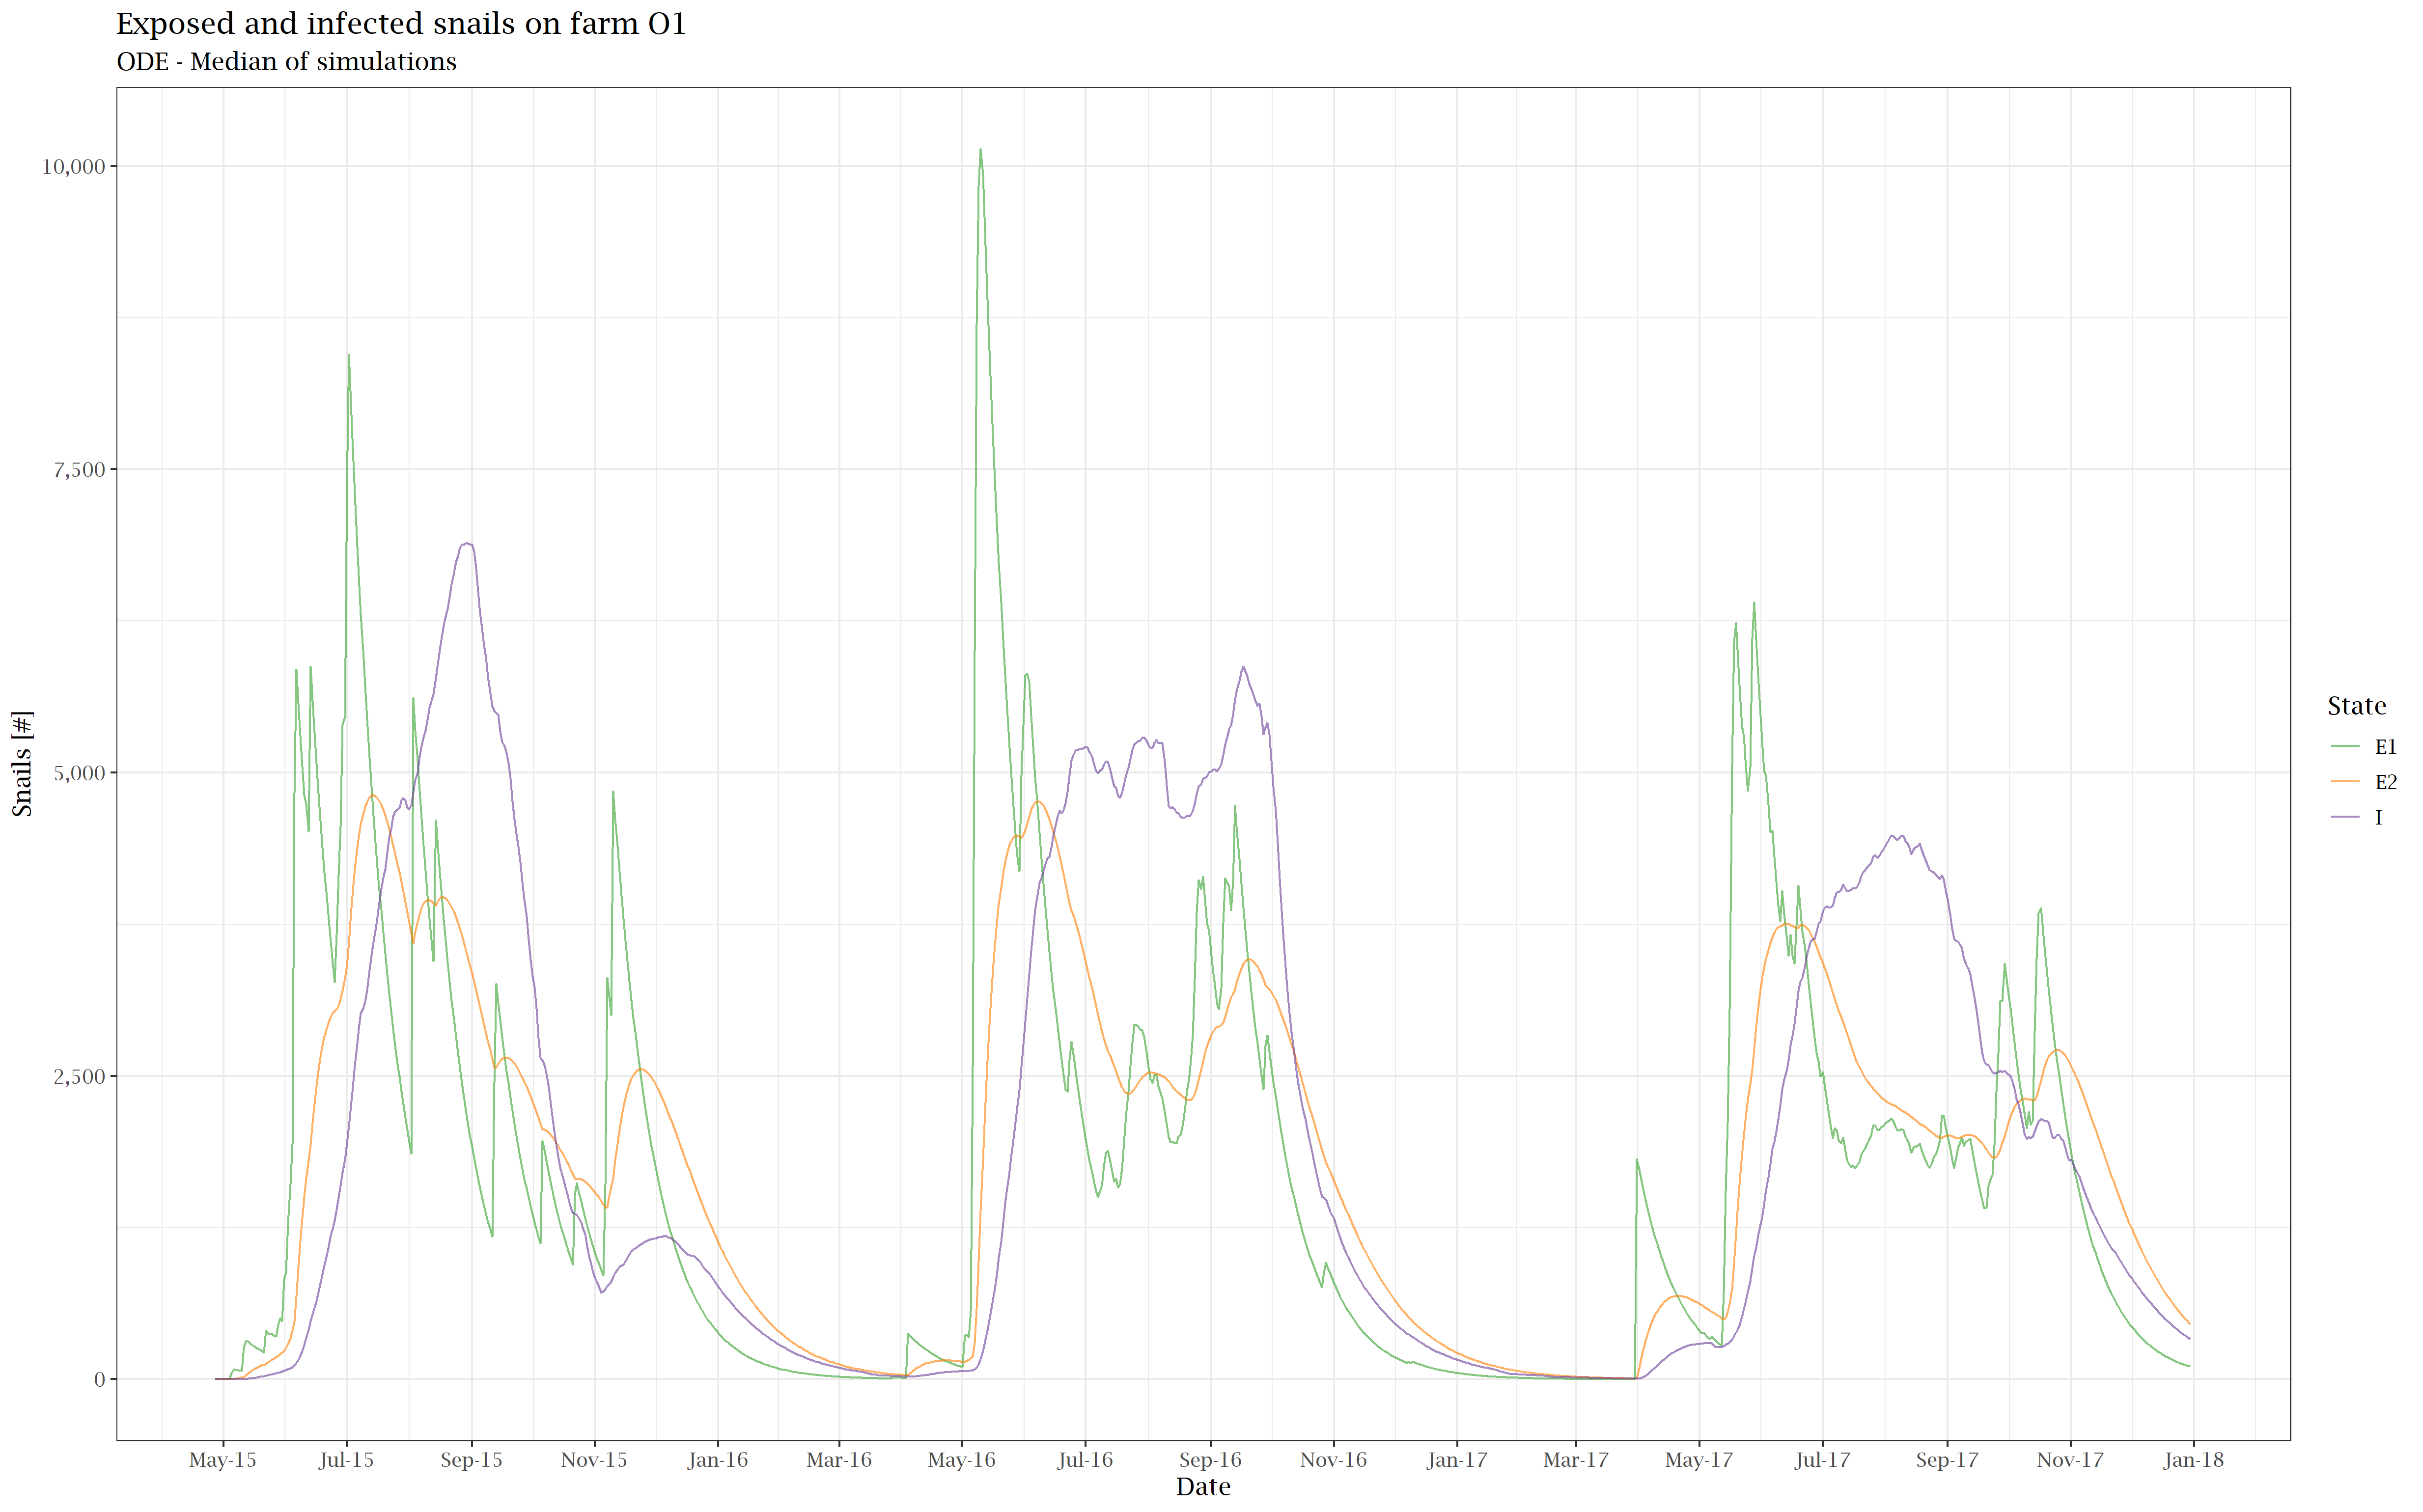 Exposed and infected snails on farm O1
ODE - Median of simulations
10,000
7,500
5,000
2,500
0
Snails [#]
May-15 Jul-15 Sep-15 Nov-15 Jan-16 Mar-16 May-16 Jul-16 Sep-16 Nov-16 Jan-17 Mar-17 May-17 Jul-17 Sep-17 Nov-17 Jan-18
Date
State
E1
E2
I